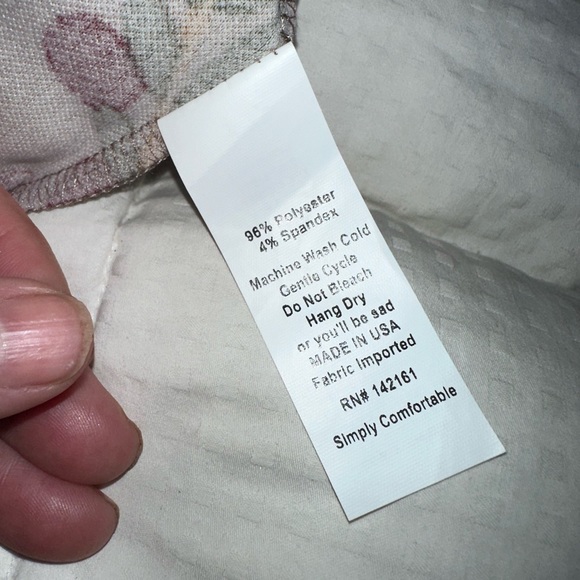 96% Polyester
4% Spandex
Machine Wash Cold
Gentle Cycle
Do Not Bleach
Hang Dry
or you'll be sad
MADE IN USA
Fabric Imported
RN# 142161
Simply Comfortable